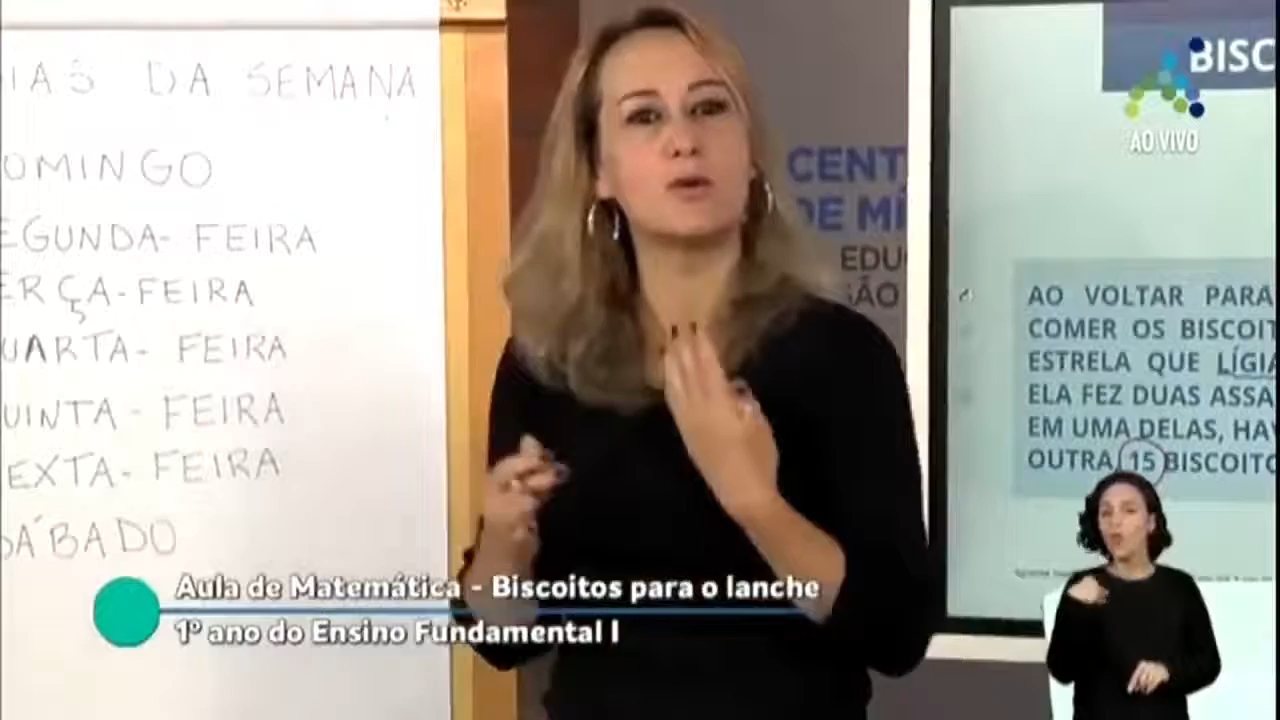 IAS DA SEMANA
OMINGO
EGUNDA-FEIRA
ERÇA-FEIRA
UARTA-FEIRA
UINTA-FEIRA
EXTA-FEIRA
SÁBADO
CENT
DE MÍ
EDU
SÃO
BISC
AO VIVO
AO VOLTAR PARA
COMER OS BISCOIT
ESTRELA QUE LÍGIA
ELA FEZ DUAS ASSA
EM UMA DELAS, HAV
OUTRA 15 BISCOITO
Aula de Matemática - Biscoitos para o lanche
1º ano do Ensino Fundamental I